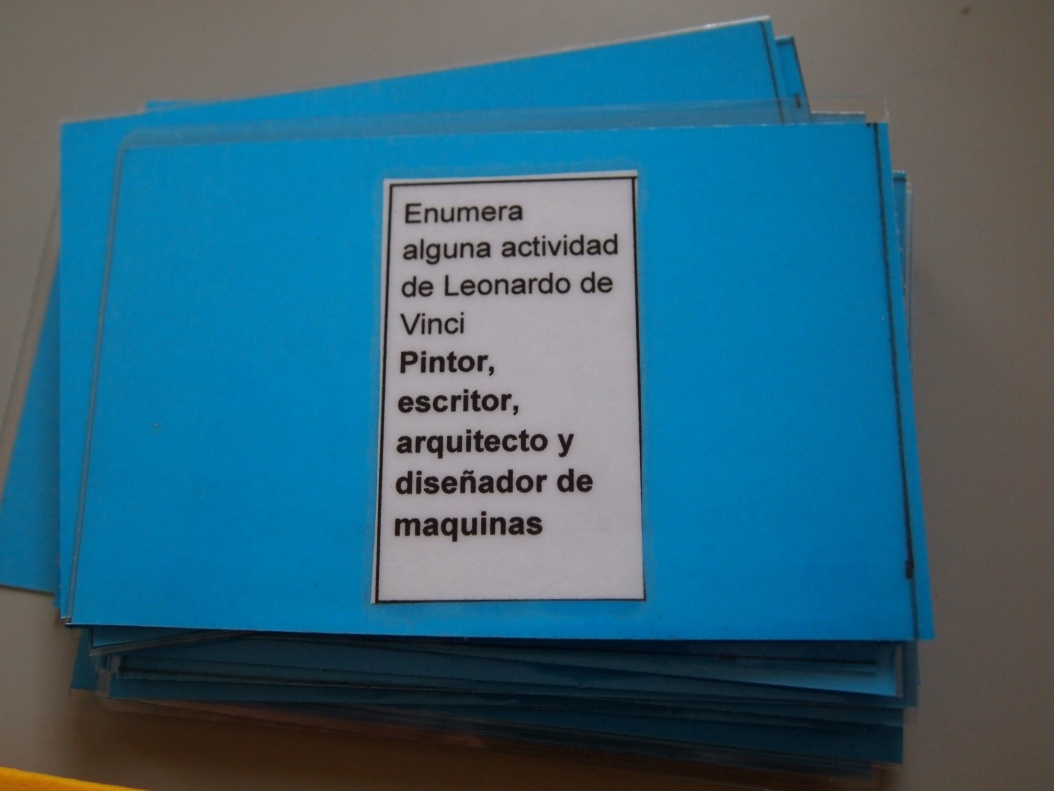 Enumera
alguna actividad
de Leonardo de
Vinci
Pintor,
escritor,
arquitecto y
diseñador de
maquinas